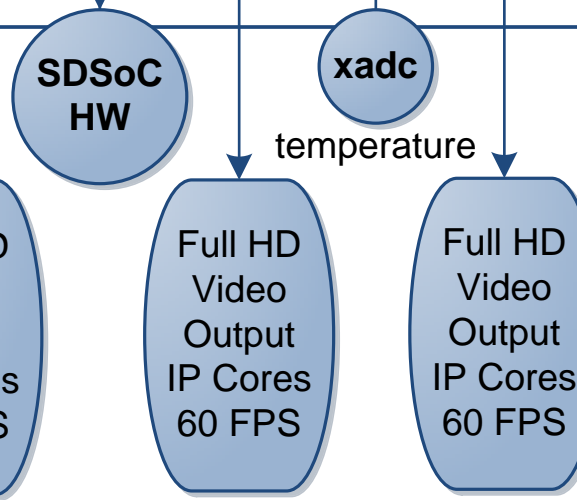 SDSoC
HW
xadc
temperature
Full HD
Video
Output
IP Cores
60 FPS
Full HD
Video
Output
IP Cores
60 FPS